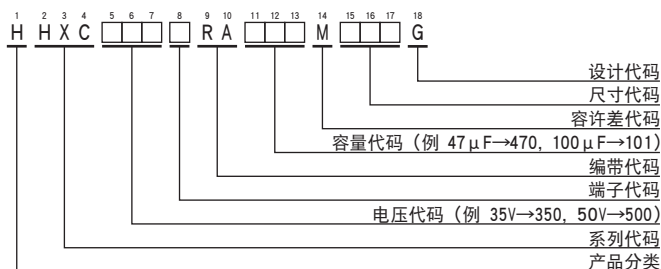 1 2 3 4 5 6 7 8 9 10 11 12 13 14 15 16 17 18
H HXC □□□ □ RA □□□ M □□□ G
设计代码
尺寸代码
容许差代码
容量代码（例 47μF→470, 100μF→101）
编带代码
端子代码
电压代码（例 35V→350, 50V→500）
系列代码
产品分类